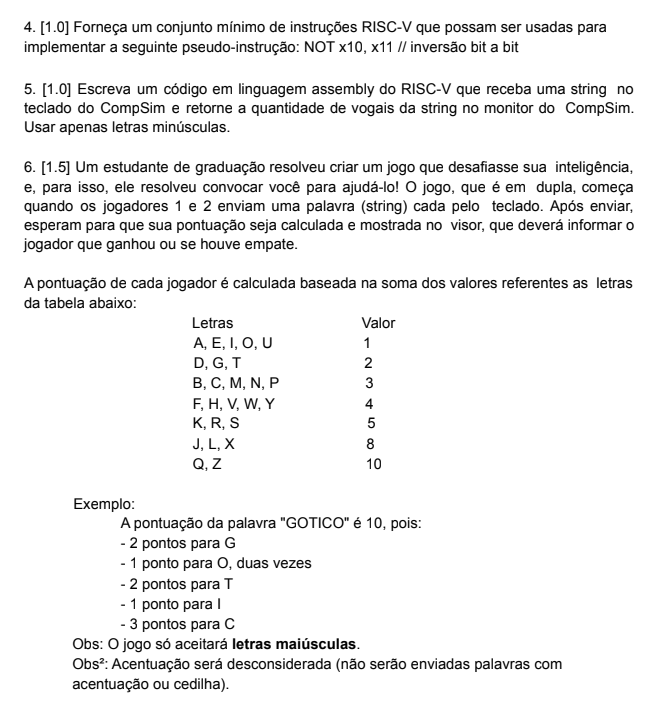 4. [1.0] Forneça um conjunto mínimo de instruções RISC-V que possam ser usadas para
implementar a seguinte pseudo-instrução: NOT x10, x11 // inversão bit a bit
5. [1.0] Escreva um código em linguagem assembly do RISC-V que receba uma string no
teclado do CompSim e retorne a quantidade de vogais da string no monitor do CompSim.
Usar apenas letras minúsculas.
6. [1.5] Um estudante de graduação resolveu criar um jogo que desafiasse sua inteligência,
e, para isso, ele resolveu convocar você para ajudá-lo! O jogo, que é em dupla, começa
quando os jogadores 1 e 2 enviam uma palavra (string) cada pelo teclado. Após enviar,
esperam para que sua pontuação seja calculada e mostrada no visor, que deverá informar o
jogador que ganhou ou se houve empate.
A pontuação de cada jogador é calculada baseada na soma dos valores referentes as letras
da tabela abaixo:
Letras Valor
A, E, I, O, U 1
D, G, T 2
B, C, M, N, P 3
F, H, V, W, Y 4
K, R, S 5
J, L, X 8
Q, Z 10
Exemplo:
A pontuação da palavra "GOTICO" é 10, pois:
- 2 pontos para G
- 1 ponto para O, duas vezes
- 2 pontos para T
- 1 ponto para I
- 3 pontos para C
Obs: O jogo só aceitará letras maiúsculas.
Obs²: Acentuação será desconsiderada (não serão enviadas palavras com
acentuação ou cedilha).